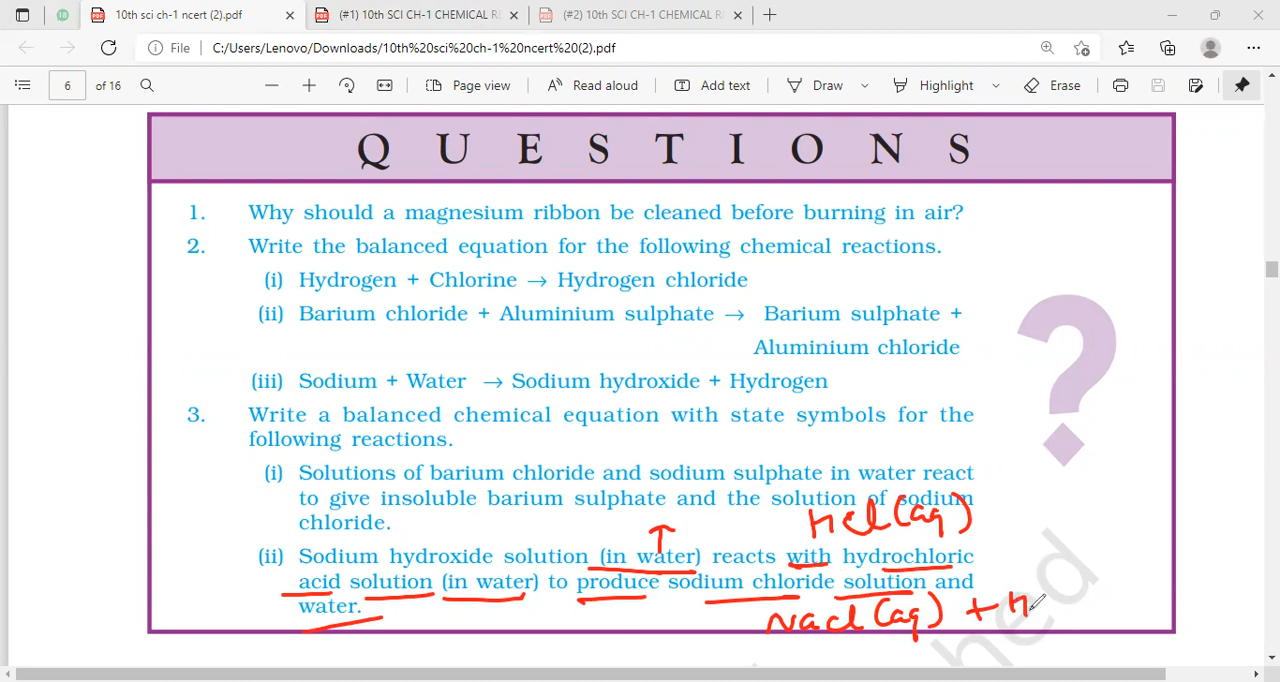 10th sci ch-1 ncert (2).pdf
(#1) 10th SCI CH-1 CHEMICAL RE
(#2) 10th SCI CH-1 CHEMICAL RE
File
C:/Users/Lenovo/Downloads/10th%20sci%20ch-1%20ncert%20(2).pdf
6 of 16
Page view
Read aloud
Add text
Draw
Highlight
Erase
QUESTIONS
1. Why should a magnesium ribbon be cleaned before burning in air?
2. Write the balanced equation for the following chemical reactions.
(i) Hydrogen + Chlorine → Hydrogen chloride
(ii) Barium chloride + Aluminium sulphate → Barium sulphate +
Aluminium chloride
(iii) Sodium + Water → Sodium hydroxide + Hydrogen
3. Write a balanced chemical equation with state symbols for the
following reactions.
(i) Solutions of barium chloride and sodium sulphate in water react
to give insoluble barium sulphate and the solution of sodium
chloride.
HCl(aq)
(ii) Sodium hydroxide solution (in water) reacts with hydrochloric
acid solution (in water) to produce sodium chloride solution and
water.
NaCl(aq) + H
?
hed